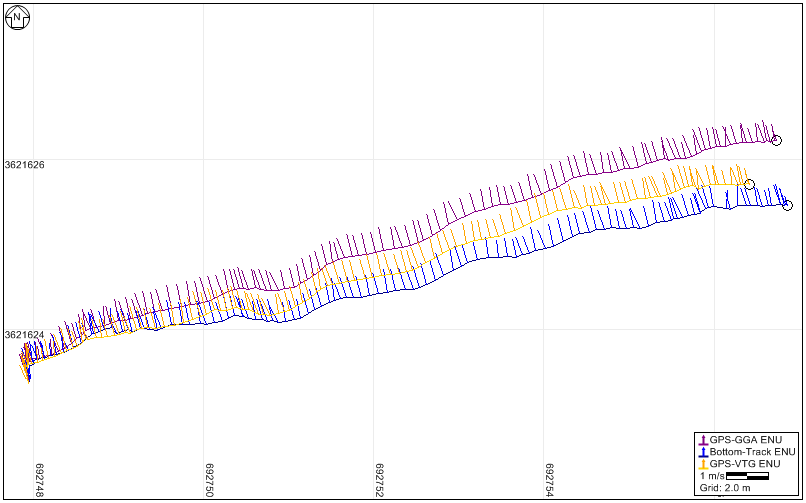 N
3621626
3621624
692748
692750
692752
692754
GPS-GGA ENU
Bottom-Track ENU
GPS-VTG ENU
1 m/s
Grid: 2.0 m